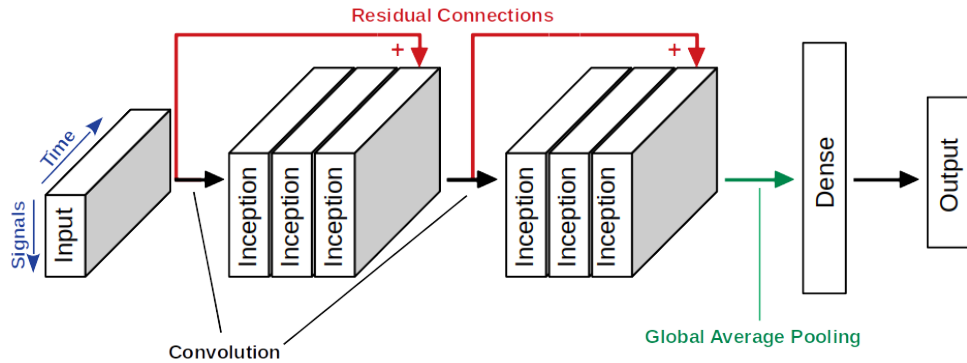 Residual Connections
+
+
Time
Signals
Input
Inception
Inception
Inception
Inception
Inception
Inception
Dense
Output
Convolution
Global Average Pooling